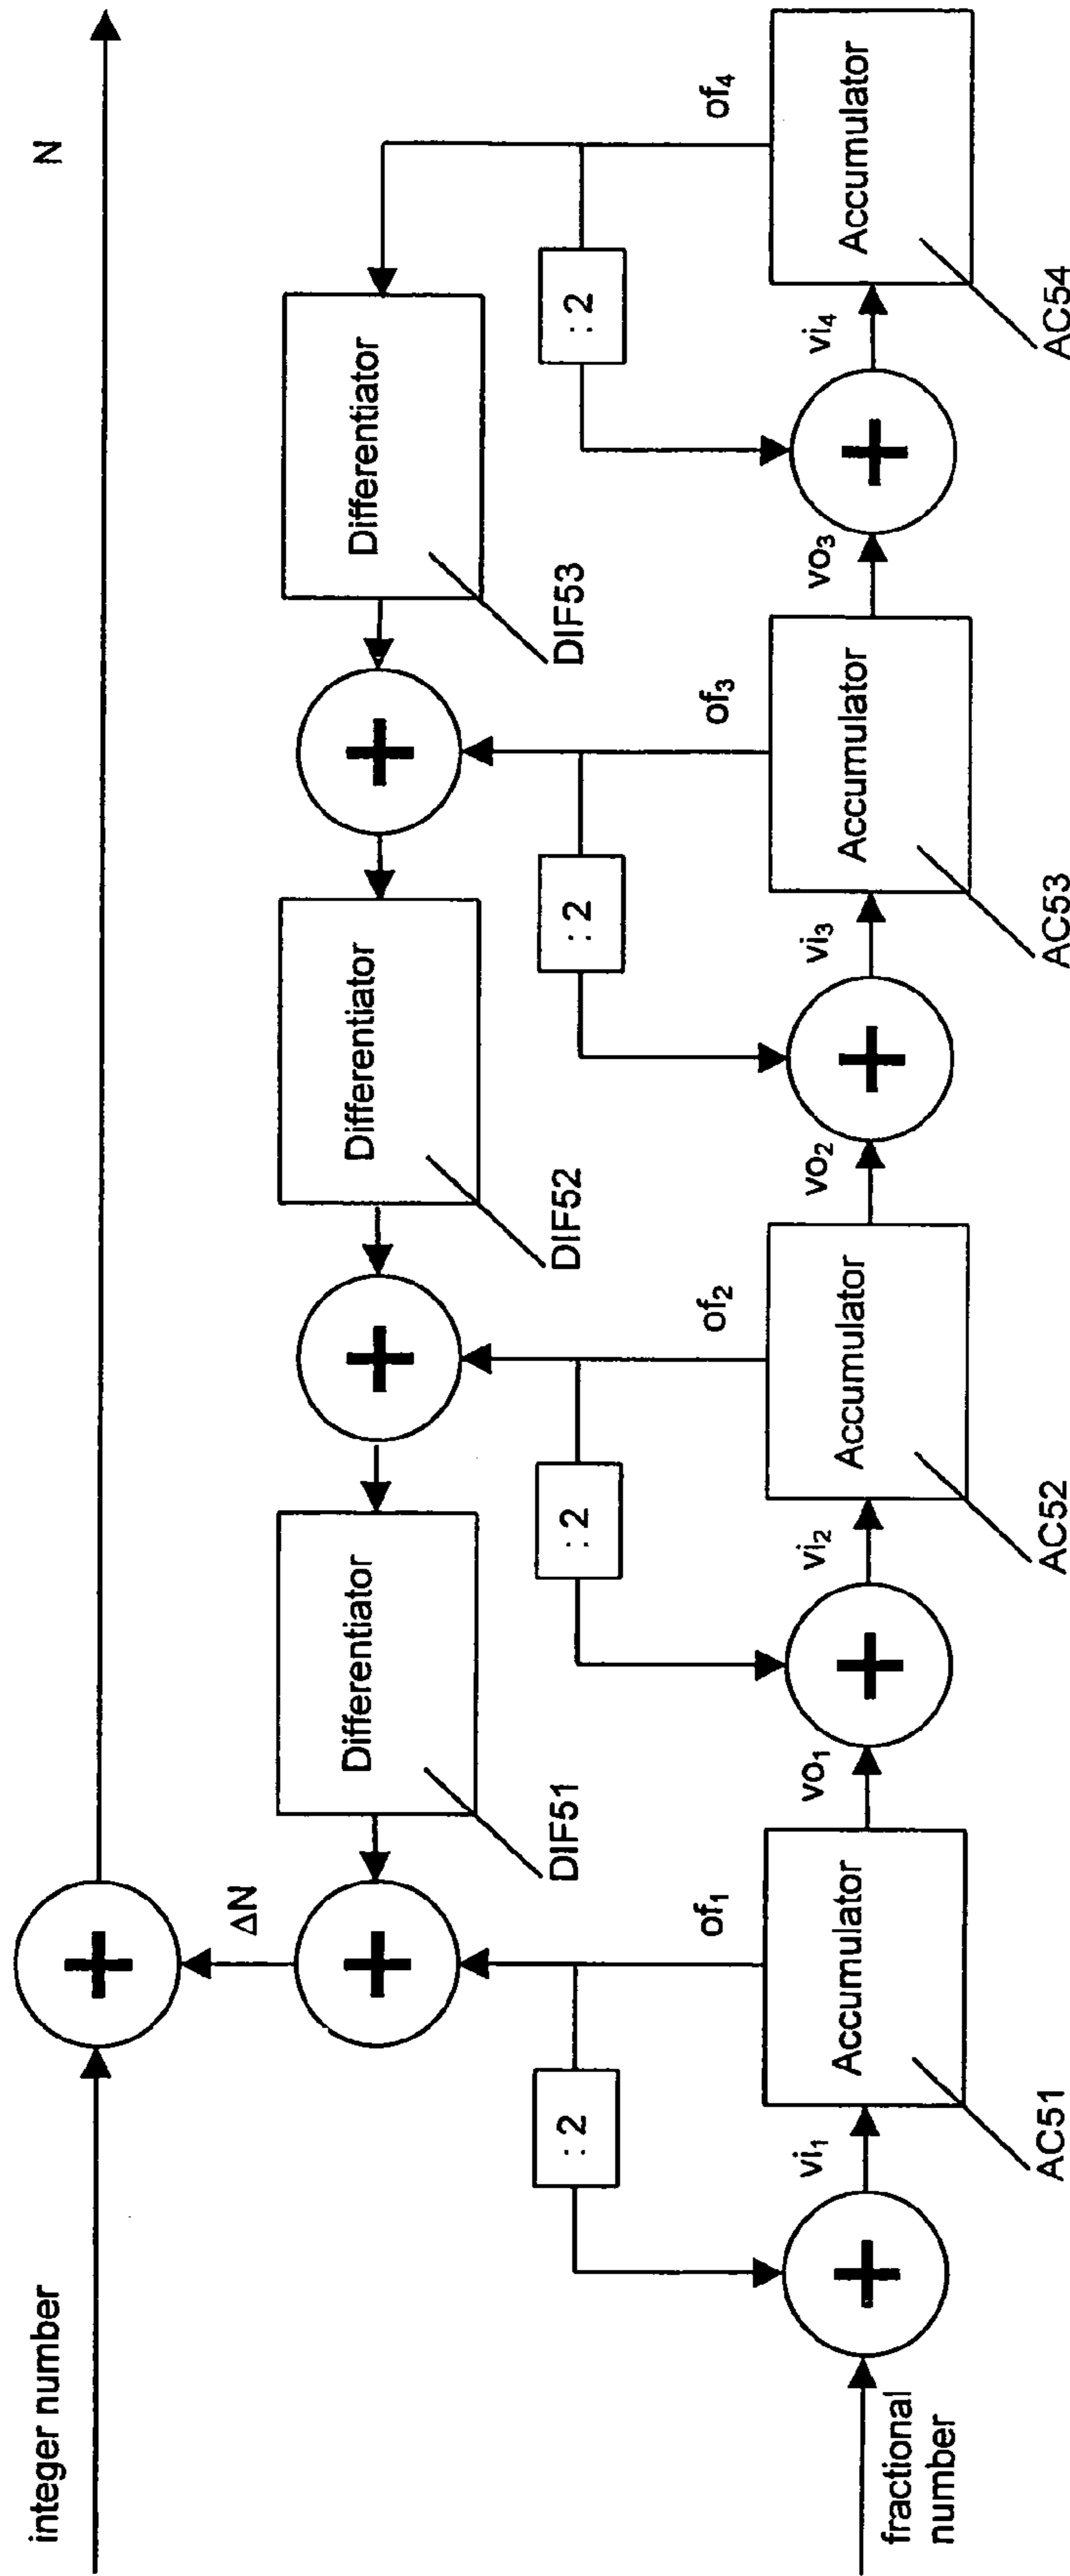 integer number
N
ΔN
Differentiator
DIF51
Differentiator
DIF52
Differentiator
DIF53
: 2
of₁
: 2
of₂
: 2
of₃
: 2
of₄
fractional
number
vi₁
Accumulator
AC51
vo₁
vi₂
Accumulator
AC52
vo₂
vi₃
Accumulator
AC53
vo₃
vi₄
Accumulator
AC54